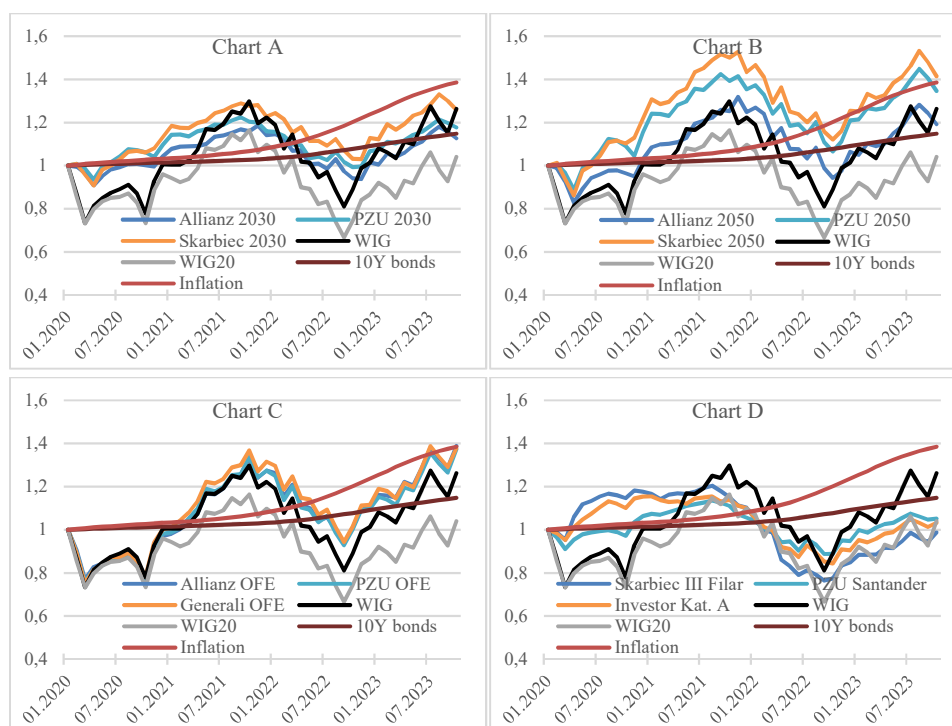 Chart A
1,6
1,4
1,2
1
0,8
0,6
0,4
Allianz 2030
PZU 2030
Skarbiec 2030
WIG
WIG20
10Y bonds
Inflation
01.2020
07.2020
01.2021
07.2021
01.2022
07.2022
01.2023
07.2023
Chart B
1,6
1,4
1,2
1
0,8
0,6
0,4
Allianz 2050
PZU 2050
Skarbiec 2050
WIG
WIG20
10Y bonds
Inflation
01.2020
07.2020
01.2021
07.2021
01.2022
07.2022
01.2023
07.2023
Chart C
1,6
1,4
1,2
1
0,8
0,6
0,4
Allianz OFE
PZU OFE
Generali OFE
WIG
WIG20
10Y bonds
Inflation
01.2020
07.2020
01.2021
07.2021
01.2022
07.2022
01.2023
07.2023
Chart D
1,6
1,4
1,2
1
0,8
0,6
0,4
Skarbiec III Filar
PZU Santander
Investor Kat. A
WIG
WIG20
10Y bonds
Inflation
01.2020
07.2020
01.2021
07.2021
01.2022
07.2022
01.2023
07.2023